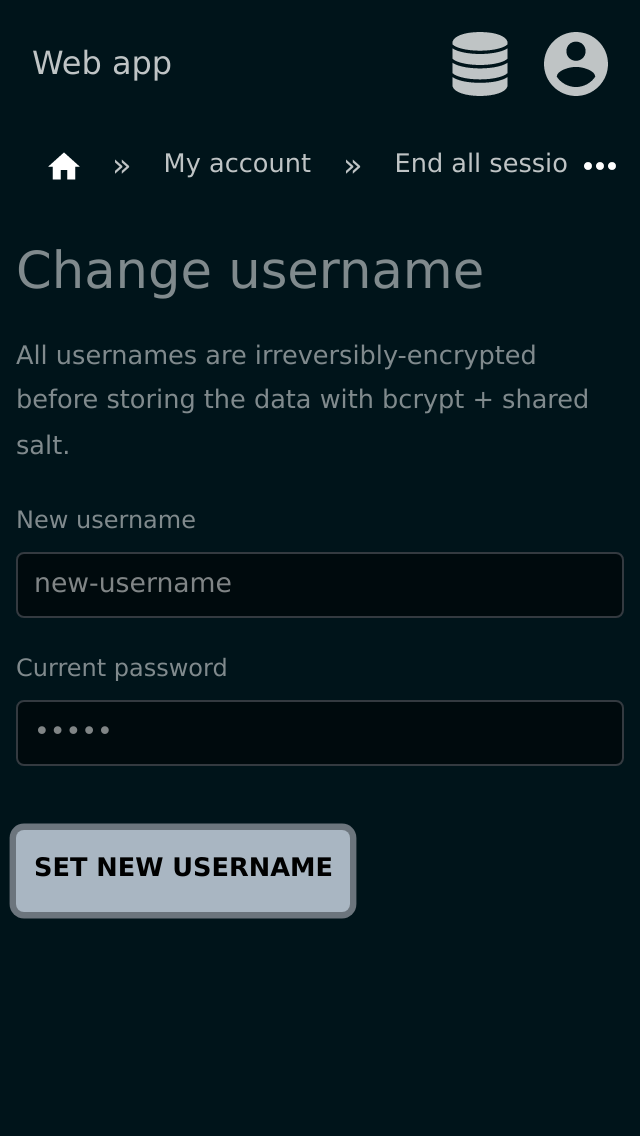 Web app
» My account » End all sessio •••
Change username
All usernames are irreversibly-encrypted
before storing the data with bcrypt + shared
salt.
New username
new-username
Current password
•••••
SET NEW USERNAME